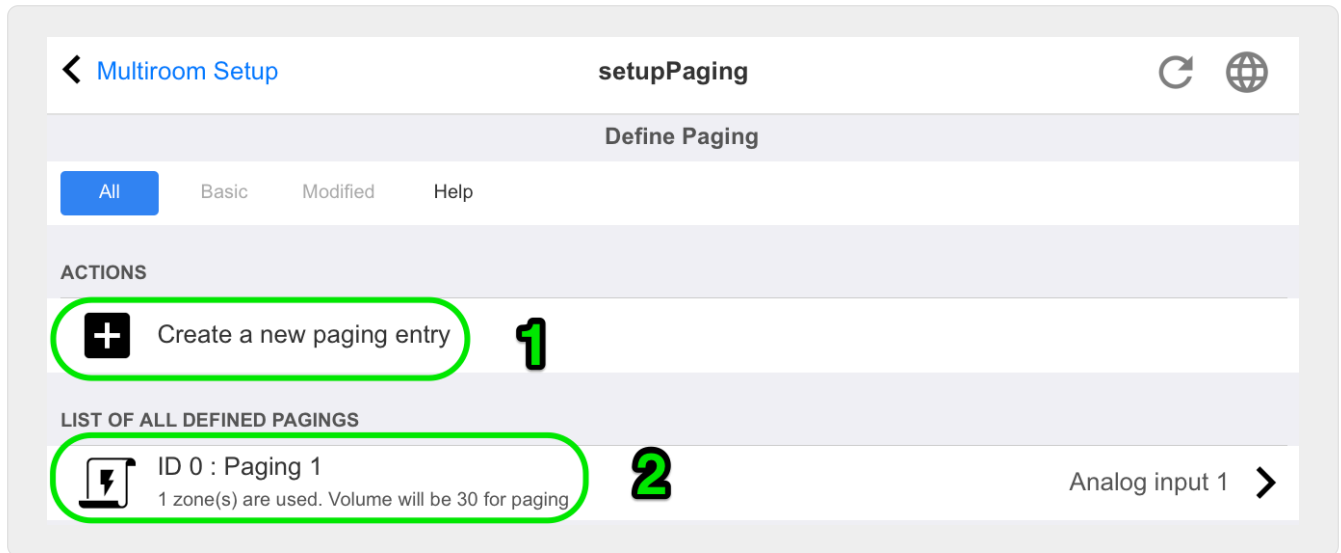 Multiroom Setup
setupPaging
Define Paging
All
Basic
Modified
Help
ACTIONS
Create a new paging entry
1
LIST OF ALL DEFINED PAGINGS
ID 0 : Paging 1
1 zone(s) are used. Volume will be 30 for paging
2
Analog input 1